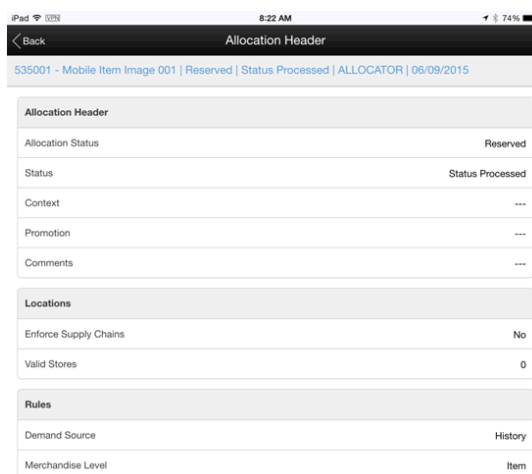 iPad VPN 8:22 AM 74%
Back Allocation Header
535001 - Mobile Item Image 001 | Reserved | Status Processed | ALLOCATOR | 06/09/2015
Allocation Header
Allocation Status Reserved
Status Status Processed
Context ---
Promotion ---
Comments ---
Locations
Enforce Supply Chains No
Valid Stores 0
Rules
Demand Source History
Merchandise Level Item